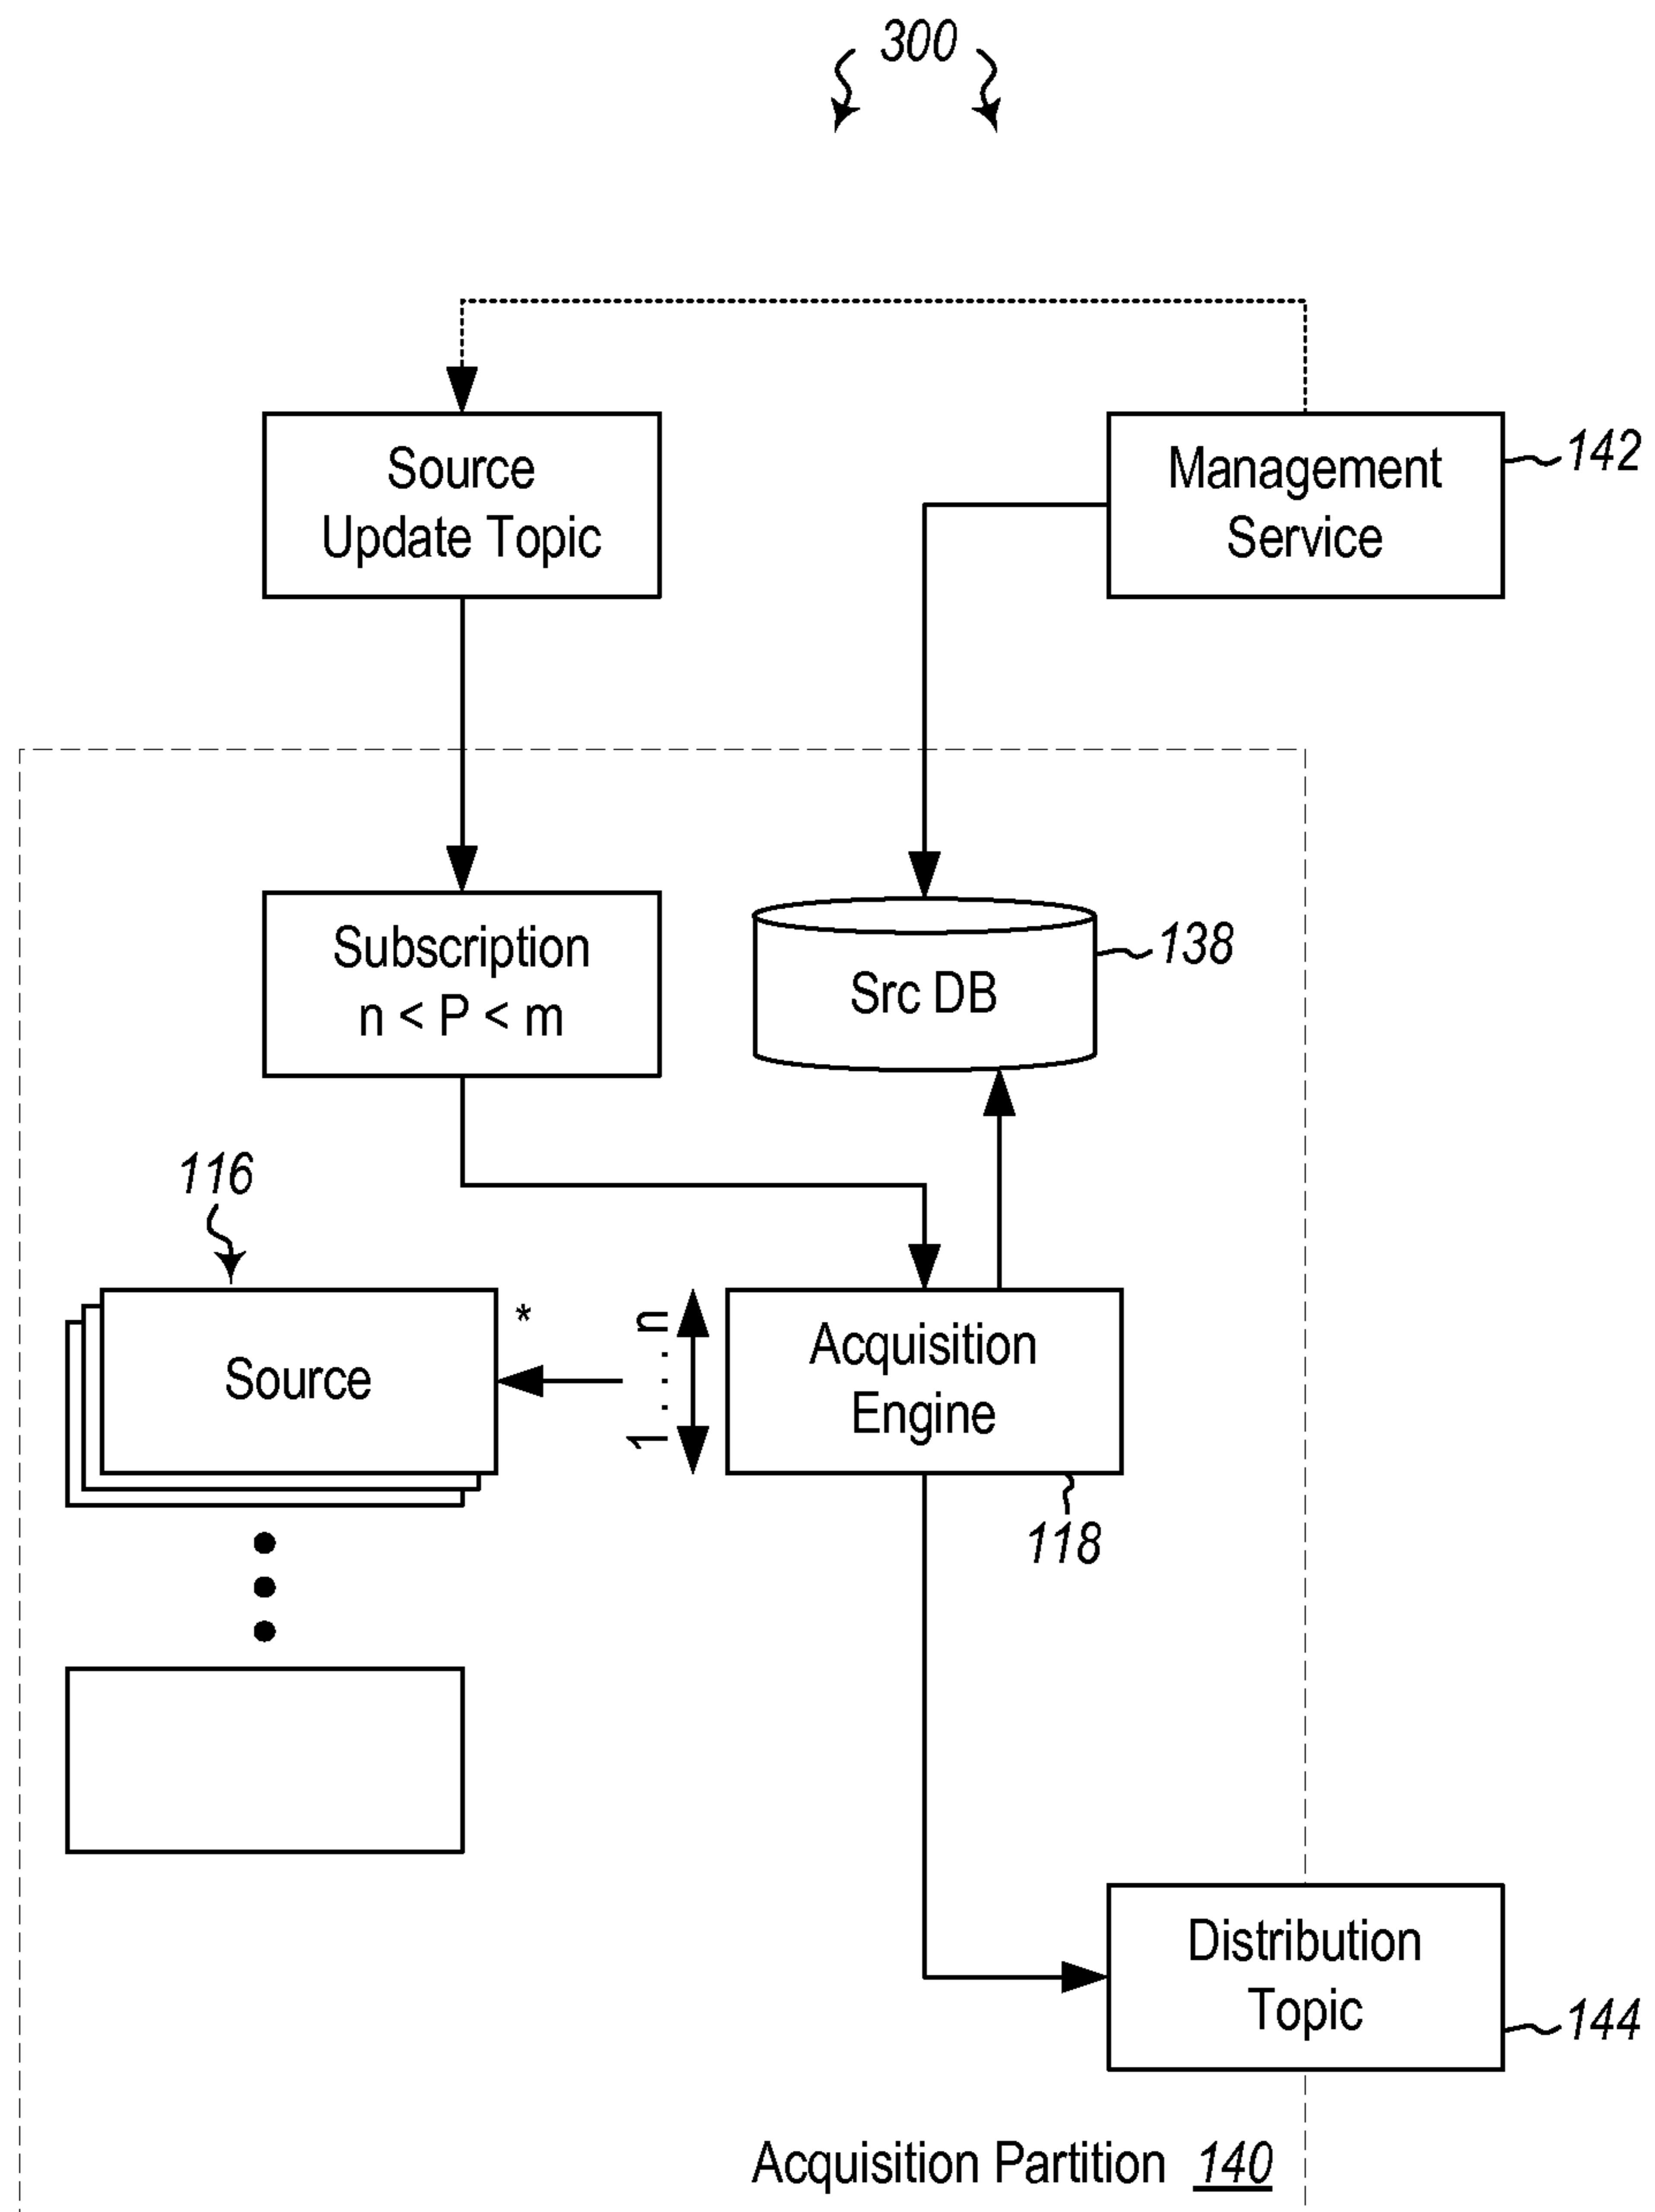 300
Source
Update Topic
Management
Service
142
Subscription
n < P < m
Src DB
138
116
Source
*
1 . . . n
Acquisition
Engine
118
Distribution
Topic
144
Acquisition Partition 140